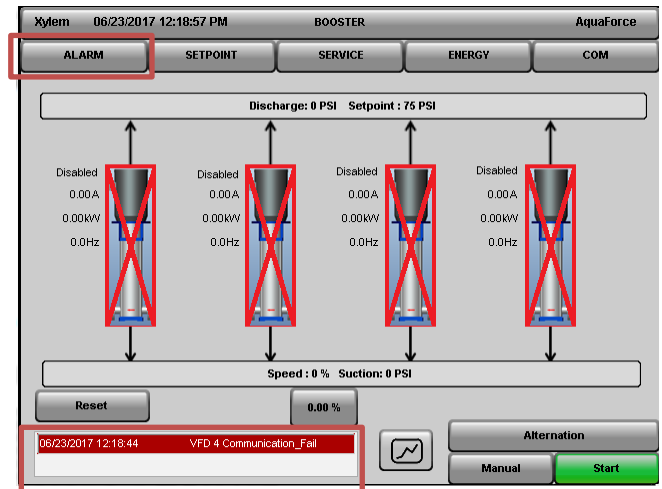 Xylem 06/23/2017 12:18:57 PM BOOSTER AquaForce
ALARM SETPOINT SERVICE ENERGY COM
Discharge: 0 PSI Setpoint : 75 PSI
Disabled Disabled Disabled Disabled
0.00A 0.00A 0.00A 0.00A
0.00kW 0.00kW 0.00kW 0.00kW
0.0Hz 0.0Hz 0.0Hz 0.0Hz
Speed : 0 % Suction: 0 PSI
Reset 0.00 %
Alternation
06/23/2017 12:18:44 VFD 4 Communication_Fail
Manual Start